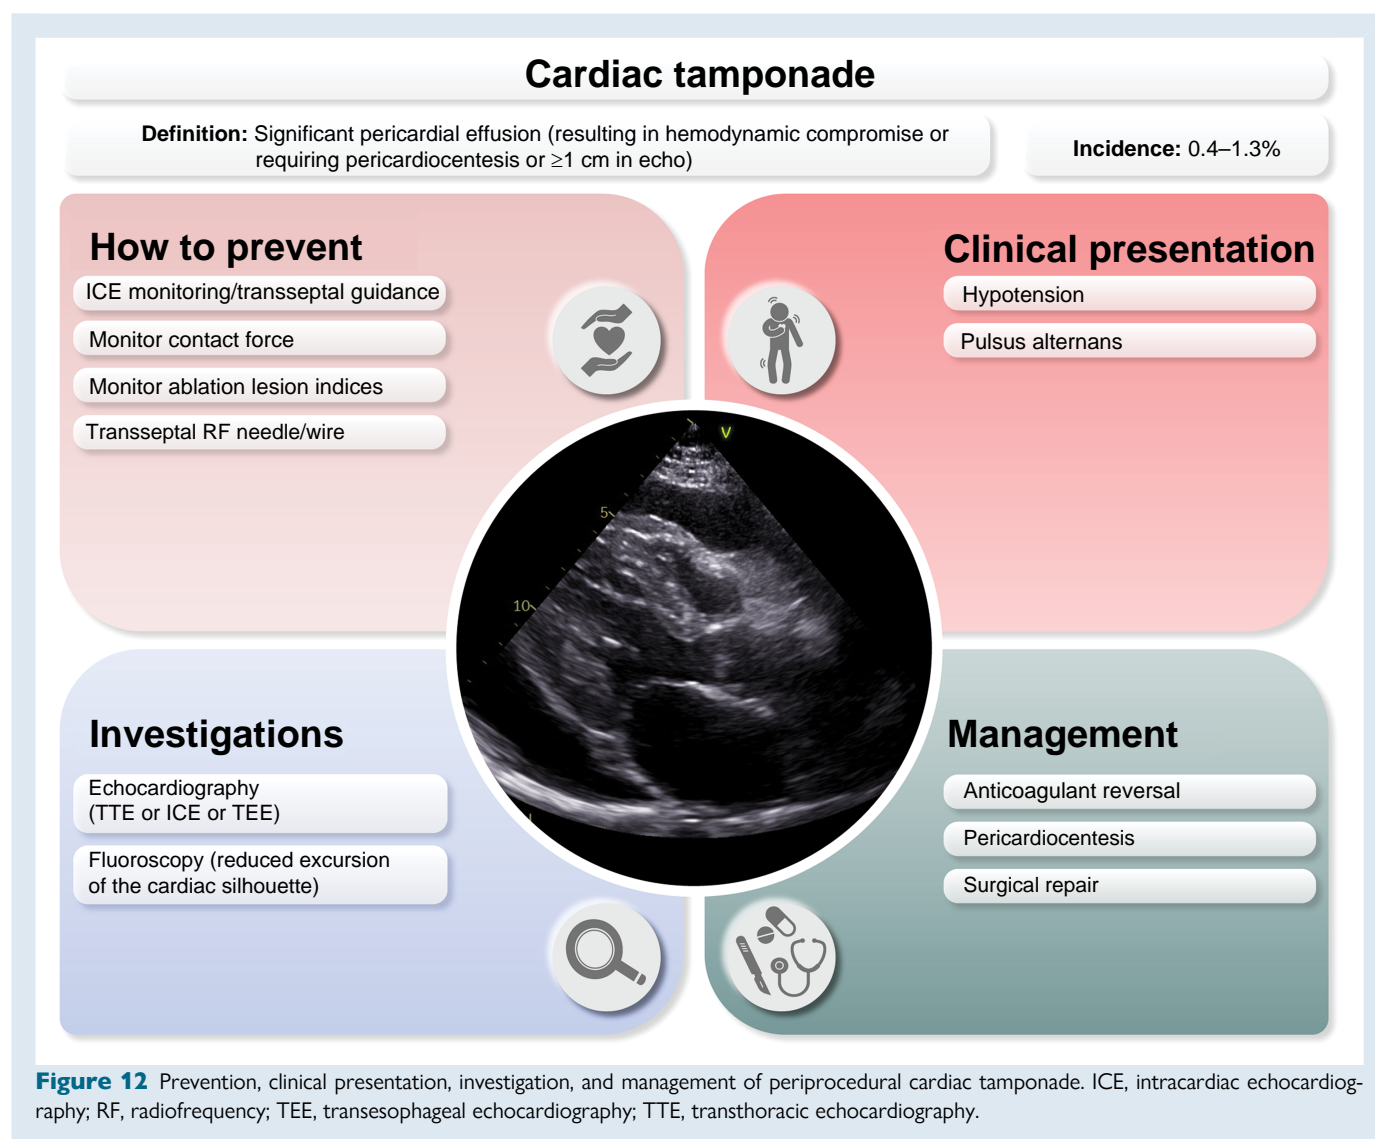 Cardiac tamponade
Definition: Significant pericardial effusion (resulting in hemodynamic compromise or
requiring pericardiocentesis or ≥1 cm in echo)
Incidence: 0.4–1.3%
How to prevent
ICE monitoring/transseptal guidance
Monitor contact force
Monitor ablation lesion indices
Transseptal RF needle/wire
Clinical presentation
Hypotension
Pulsus alternans
V
5
10
Investigations
Echocardiography
(TTE or ICE or TEE)
Fluoroscopy (reduced excursion
of the cardiac silhouette)
Management
Anticoagulant reversal
Pericardiocentesis
Surgical repair
Figure 12 Prevention, clinical presentation, investigation, and management of periprocedural cardiac tamponade. ICE, intracardiac echocardiog-
raphy; RF, radiofrequency; TEE, transesophageal echocardiography; TTE, transthoracic echocardiography.